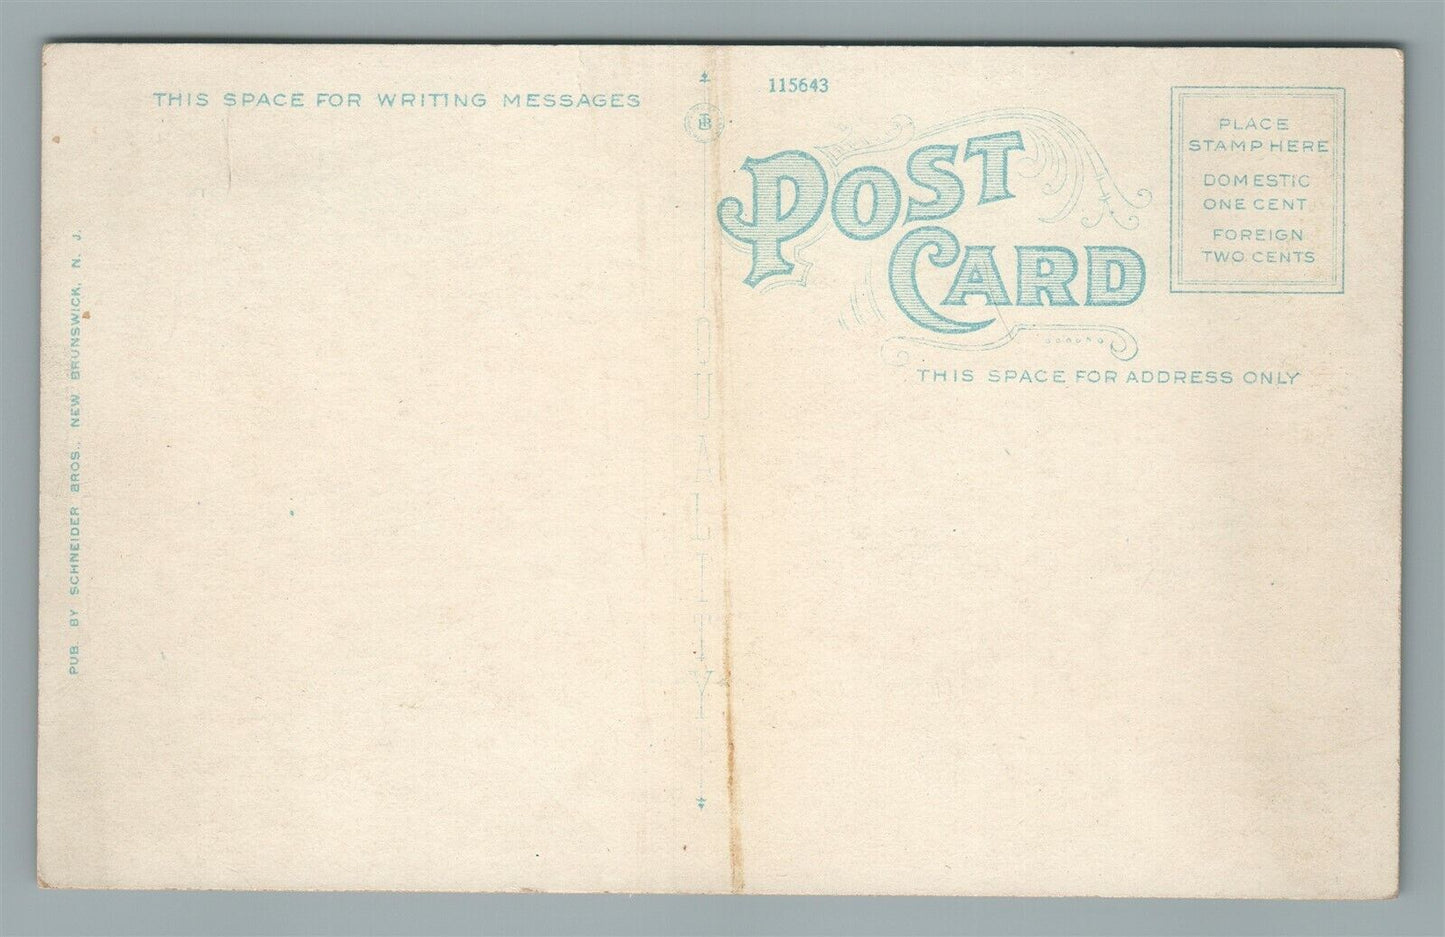 THIS SPACE FOR WRITING MESSAGES
PUB. BY SCHNEIDER BROS., NEW BRUNSWICK, N. J.
QUALITY
115643
POST
CARD
THIS SPACE FOR ADDRESS ONLY
PLACE
STAMP HERE
DOMESTIC
ONE CENT
FOREIGN
TWO CENTS